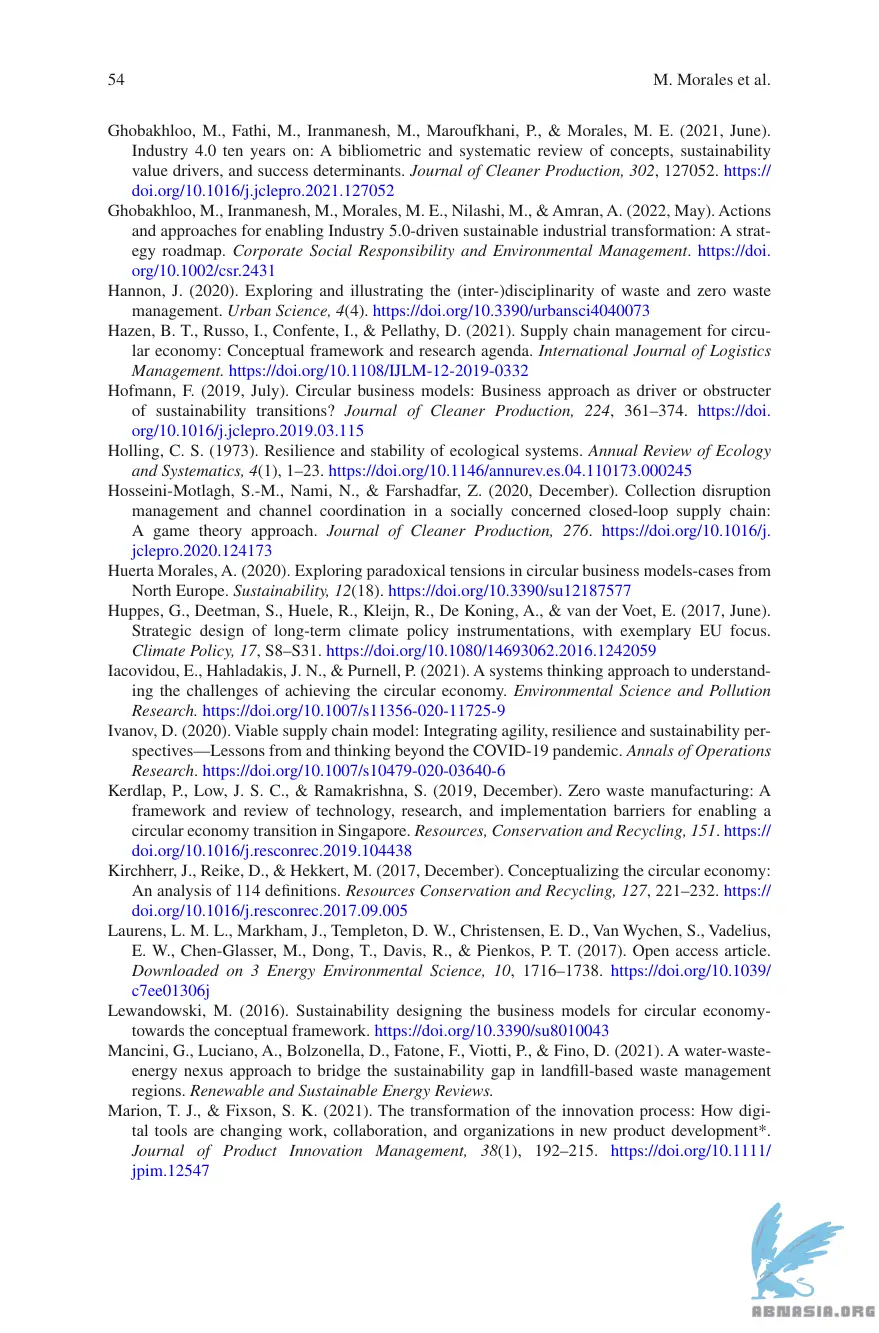 54 M. Morales et al.
Ghobakhloo, M., Fathi, M., Iranmanesh, M., Maroufkhani, P., & Morales, M. E. (2021, June).
Industry 4.0 ten years on: A bibliometric and systematic review of concepts, sustainability
value drivers, and success determinants. Journal of Cleaner Production, 302, 127052. https://
doi.org/10.1016/j.jclepro.2021.127052
Ghobakhloo, M., Iranmanesh, M., Morales, M. E., Nilashi, M., & Amran, A. (2022, May). Actions
and approaches for enabling Industry 5.0-driven sustainable industrial transformation: A strat-
egy roadmap. Corporate Social Responsibility and Environmental Management. https://doi.
org/10.1002/csr.2431
Hannon, J. (2020). Exploring and illustrating the (inter-)disciplinarity of waste and zero waste
management. Urban Science, 4(4). https://doi.org/10.3390/urbansci4040073
Hazen, B. T., Russo, I., Confente, I., & Pellathy, D. (2021). Supply chain management for circu-
lar economy: Conceptual framework and research agenda. International Journal of Logistics
Management. https://doi.org/10.1108/IJLM-12-2019-0332
Hofmann, F. (2019, July). Circular business models: Business approach as driver or obstructer
of sustainability transitions? Journal of Cleaner Production, 224, 361–374. https://doi.
org/10.1016/j.jclepro.2019.03.115
Holling, C. S. (1973). Resilience and stability of ecological systems. Annual Review of Ecology
and Systematics, 4(1), 1–23. https://doi.org/10.1146/annurev.es.04.110173.000245
Hosseini-Motlagh, S.-M., Nami, N., & Farshadfar, Z. (2020, December). Collection disruption
management and channel coordination in a socially concerned closed-loop supply chain:
A game theory approach. Journal of Cleaner Production, 276. https://doi.org/10.1016/j.
jclepro.2020.124173
Huerta Morales, A. (2020). Exploring paradoxical tensions in circular business models-cases from
North Europe. Sustainability, 12(18). https://doi.org/10.3390/su12187577
Huppes, G., Deetman, S., Huele, R., Kleijn, R., De Koning, A., & van der Voet, E. (2017, June).
Strategic design of long-term climate policy instrumentations, with exemplary EU focus.
Climate Policy, 17, S8–S31. https://doi.org/10.1080/14693062.2016.1242059
Iacovidou, E., Hahladakis, J. N., & Purnell, P. (2021). A systems thinking approach to understand-
ing the challenges of achieving the circular economy. Environmental Science and Pollution
Research. https://doi.org/10.1007/s11356-020-11725-9
Ivanov, D. (2020). Viable supply chain model: Integrating agility, resilience and sustainability per-
spectives—Lessons from and thinking beyond the COVID-19 pandemic. Annals of Operations
Research. https://doi.org/10.1007/s10479-020-03640-6
Kerdlap, P., Low, J. S. C., & Ramakrishna, S. (2019, December). Zero waste manufacturing: A
framework and review of technology, research, and implementation barriers for enabling a
circular economy transition in Singapore. Resources, Conservation and Recycling, 151. https://
doi.org/10.1016/j.resconrec.2019.104438
Kirchherr, J., Reike, D., & Hekkert, M. (2017, December). Conceptualizing the circular economy:
An analysis of 114 definitions. Resources Conservation and Recycling, 127, 221–232. https://
doi.org/10.1016/j.resconrec.2017.09.005
Laurens, L. M. L., Markham, J., Templeton, D. W., Christensen, E. D., Van Wychen, S., Vadelius,
E. W., Chen-Glasser, M., Dong, T., Davis, R., & Pienkos, P. T. (2017). Open access article.
Downloaded on 3 Energy Environmental Science, 10, 1716–1738. https://doi.org/10.1039/
c7ee01306j
Lewandowski, M. (2016). Sustainability designing the business models for circular economy-
towards the conceptual framework. https://doi.org/10.3390/su8010043
Mancini, G., Luciano, A., Bolzonella, D., Fatone, F., Viotti, P., & Fino, D. (2021). A water-waste-
energy nexus approach to bridge the sustainability gap in landfill-based waste management
regions. Renewable and Sustainable Energy Reviews.
Marion, T. J., & Fixson, S. K. (2021). The transformation of the innovation process: How digi-
tal tools are changing work, collaboration, and organizations in new product development*.
Journal of Product Innovation Management, 38(1), 192–215. https://doi.org/10.1111/
jpim.12547
ABNASIA.ORG